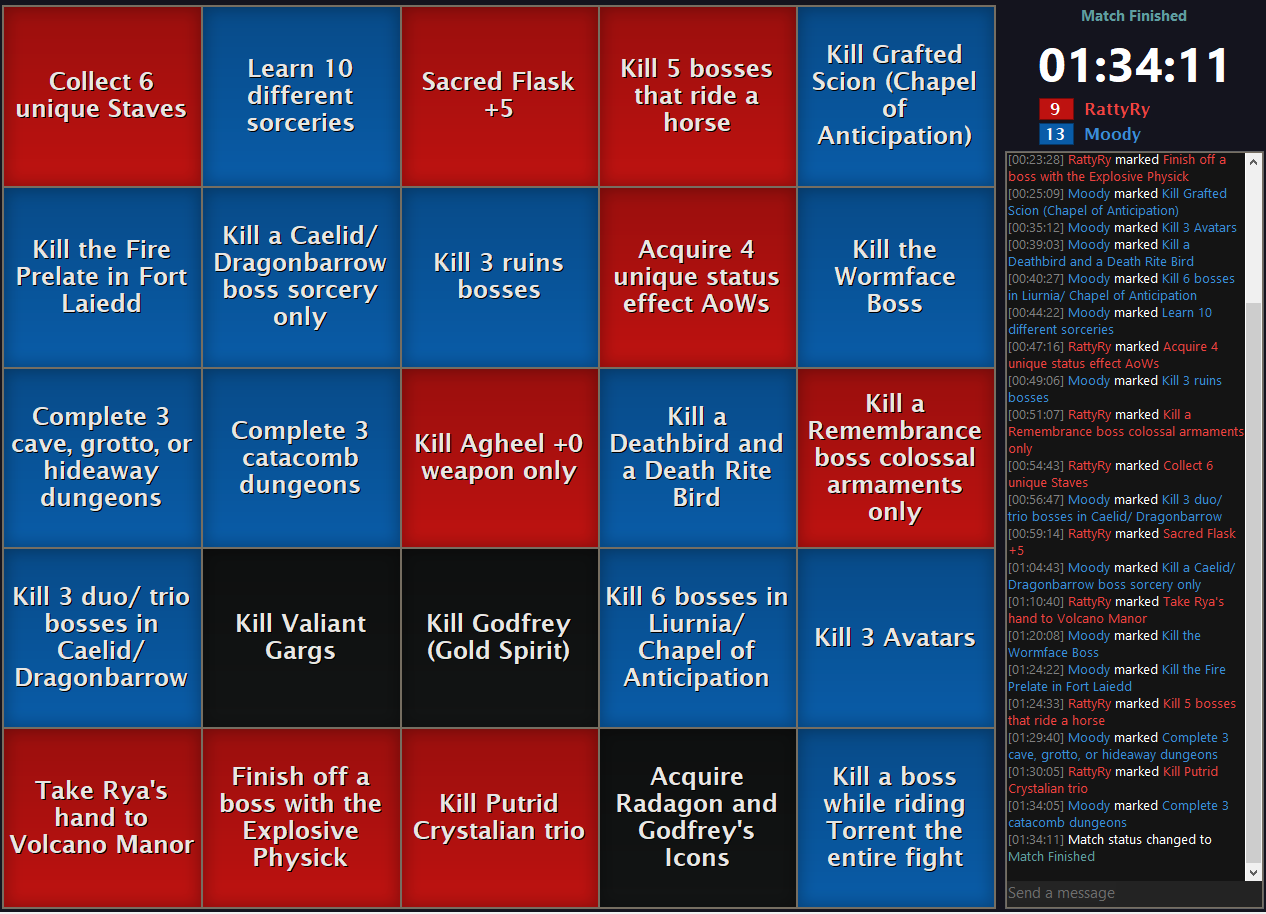 Collect 6
unique Staves
Learn 10
different
sorceries
Sacred Flask
+5
Kill 5 bosses
that ride a
horse
Kill Grafted
Scion (Chapel
of
Anticipation)
Kill the Fire
Prelate in Fort
Laiedd
Kill a Caelid/
Dragonbarrow
boss sorcery
only
Kill 3 ruins
bosses
Acquire 4
unique status
effect AoWs
Kill the
Wormface
Boss
Complete 3
cave, grotto, or
hideaway
dungeons
Complete 3
catacomb
dungeons
Kill Agheel +0
weapon only
Kill a
Deathbird and
a Death Rite
Bird
Kill a
Remembrance
boss colossal
armaments
only
Kill 3 duo/ trio
bosses in
Caelid/
Dragonbarrow
Kill Valiant
Gargs
Kill Godfrey
(Gold Spirit)
Kill 6 bosses in
Liurnia/
Chapel of
Anticipation
Kill 3 Avatars
Take Rya's
hand to
Volcano Manor
Finish off a
boss with the
Explosive
Physick
Kill Putrid
Crystalian trio
Acquire
Radagon and
Godfrey's
Icons
Kill a boss
while riding
Torrent the
entire fight
Match Finished
01:34:11
9 RattyRy
13 Moody
[00:23:28] RattyRy marked Finish off a
boss with the Explosive Physick
[00:25:09] Moody marked Kill Grafted
Scion (Chapel of Anticipation)
[00:35:12] Moody marked Kill 3 Avatars
[00:39:03] Moody marked Kill a
Deathbird and a Death Rite Bird
[00:40:27] Moody marked Kill 6 bosses
in Liurnia/ Chapel of Anticipation
[00:44:22] Moody marked Learn 10
different sorceries
[00:47:16] RattyRy marked Acquire 4
unique status effect AoWs
[00:49:06] Moody marked Kill 3 ruins
bosses
[00:51:07] RattyRy marked Kill a
Remembrance boss colossal armaments
only
[00:54:43] RattyRy marked Collect 6
unique Staves
[00:56:47] Moody marked Kill 3 duo/
trio bosses in Caelid/ Dragonbarrow
[00:59:14] RattyRy marked Sacred Flask
+5
[01:04:43] Moody marked Kill a Caelid/
Dragonbarrow boss sorcery only
[01:10:40] RattyRy marked Take Rya's
hand to Volcano Manor
[01:20:08] Moody marked Kill the
Wormface Boss
[01:24:22] Moody marked Kill the Fire
Prelate in Fort Laiedd
[01:24:33] RattyRy marked Kill 5 bosses
that ride a horse
[01:29:40] Moody marked Complete 3
cave, grotto, or hideaway dungeons
[01:30:05] RattyRy marked Kill Putrid
Crystalian trio
[01:34:05] Moody marked Complete 3
catacomb dungeons
[01:34:11] Match status changed to
Match Finished
Send a message